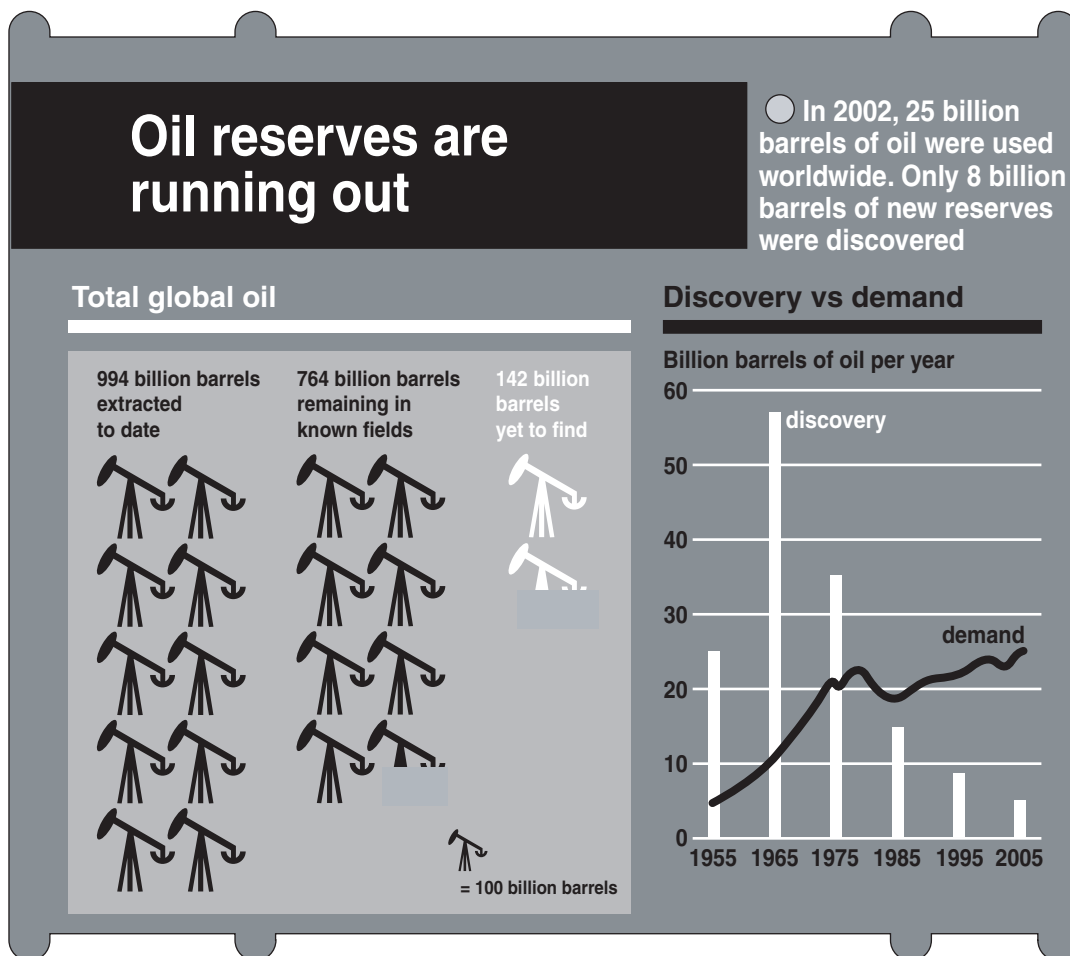 Oil reserves are
running out
In 2002, 25 billion
barrels of oil were used
worldwide. Only 8 billion
barrels of new reserves
were discovered
Total global oil
994 billion barrels
extracted
to date
764 billion barrels
remaining in
known fields
142 billion
barrels
yet to find
= 100 billion barrels
Discovery vs demand
Billion barrels of oil per year
60
discovery
50
40
30
demand
20
10
0
1955 1965 1975 1985 1995 2005